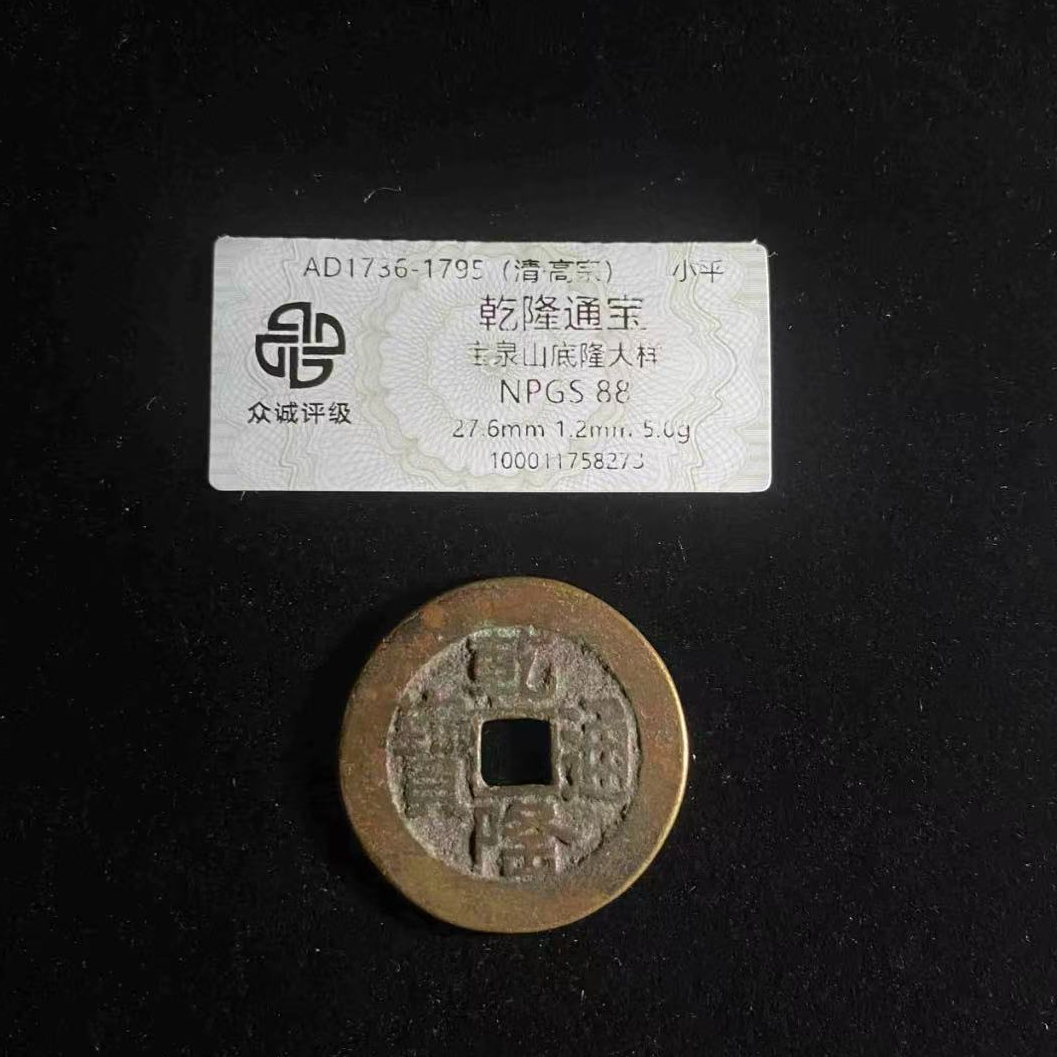 AD1736-1795 (清·高宗) 小平
乾隆通宝
宝泉山底隆大样
NPGS 88
众诚评级
27.6mm 1.2mm 5.0g
100011758273
乾
寶 通
隆